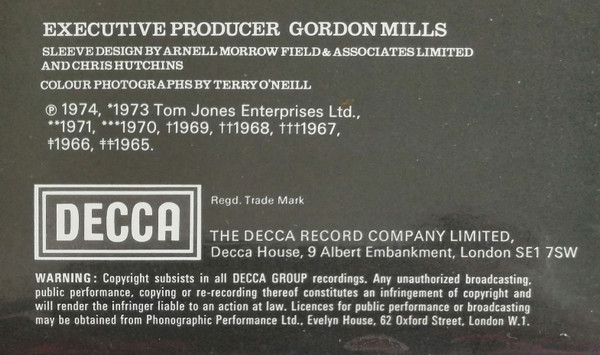 EXECUTIVE PRODUCER GORDON MILLS
SLEEVE DESIGN BY ARNELL MORROW FIELD & ASSOCIATES LIMITED
AND CHRIS HUTCHINS
COLOUR PHOTOGRAPHS BY TERRY O'NEILL
℗ 1974, *1973 Tom Jones Enterprises Ltd.,
**1971, ***1970, †1969, ††1968, †††1967,
‡1966, ‡‡1965.
DECCA
Regd. Trade Mark
THE DECCA RECORD COMPANY LIMITED,
Decca House, 9 Albert Embankment, London SE1 7SW
WARNING: Copyright subsists in all DECCA GROUP recordings. Any unauthorized broadcasting,
public performance, copying or re-recording thereof constitutes an infringement of copyright and
will render the infringer liable to an action at law. Licences for public performance or broadcasting
may be obtained from Phonographic Performance Ltd., Evelyn House, 62 Oxford Street, London W.1.